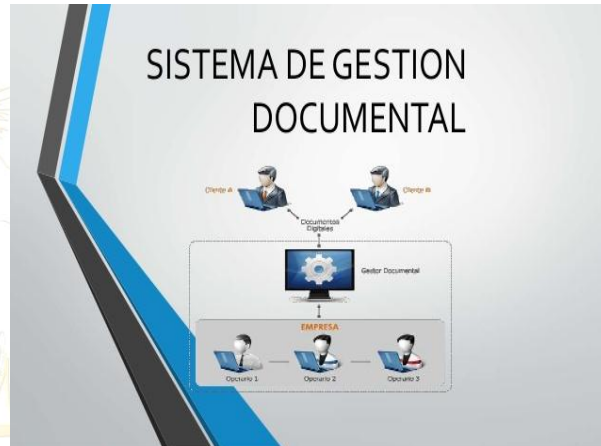 SISTEMA DE GESTION
DOCUMENTAL
Cliente A
Cliente B
Documentos
Digitales
Gestor Documental
EMPRESA
Operario 1
Operario 2
Operario 3